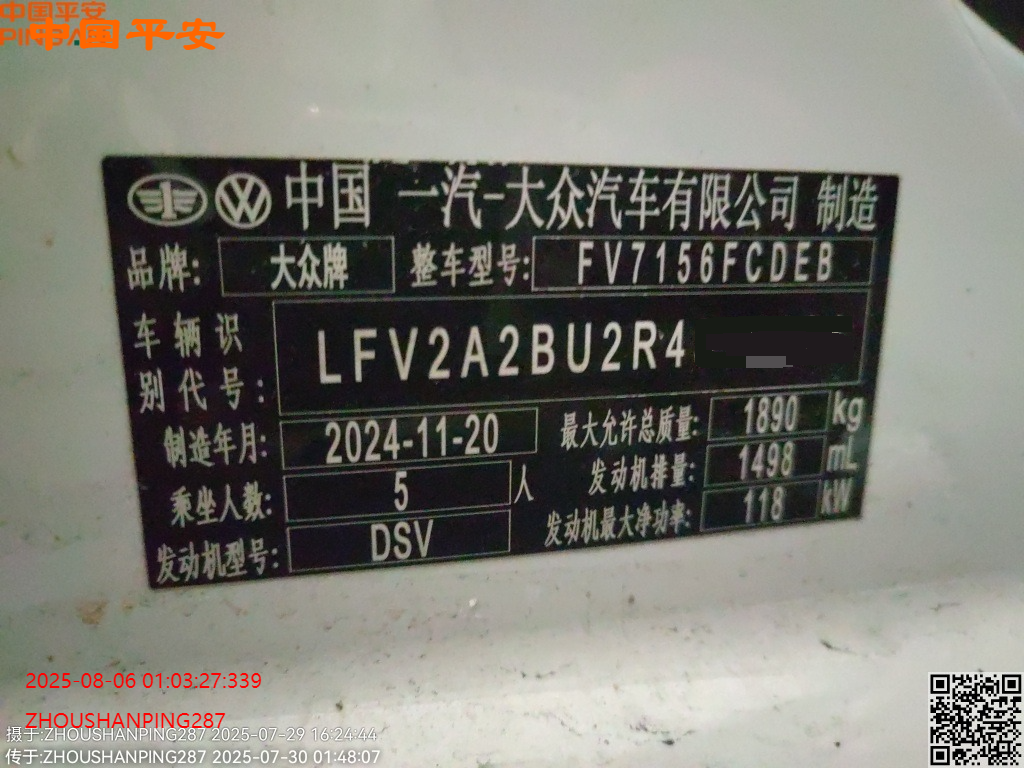 中国平安
PING
中国平安
中国 一汽-大众汽车有限公司 制造
品牌: 大众牌 整车型号: FV7156FCDEB
车辆识别代号: LFV2A2BU2R4
制造年月: 2024-11-20 最大允许总质量: 1890 kg
乘坐人数: 5 人 发动机排量: 1498 mL
发动机型号: DSV 发动机最大净功率: 118 kW
2025-08-06 01:03:27:339
ZHOUSHANPING287
摄于:ZHOUSHANPING287 2025-07-29 16:24:44
传于:ZHOUSHANPING287 2025-07-30 01:48:07